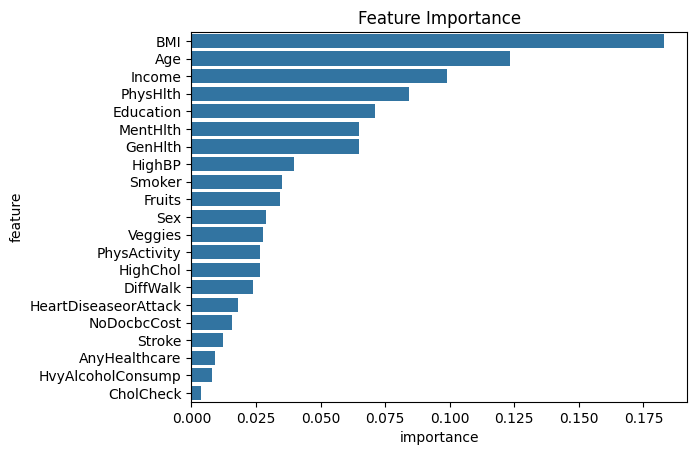 Feature Importance
BMI
Age
Income
PhysHlth
Education
MentHlth
GenHlth
HighBP
Smoker
Fruits
Sex
Veggies
PhysActivity
HighChol
DiffWalk
HeartDiseaseorAttack
NoDocbcCost
Stroke
AnyHealthcare
HvyAlcoholConsump
CholCheck
feature
0.000 0.025 0.050 0.075 0.100 0.125 0.150 0.175
importance